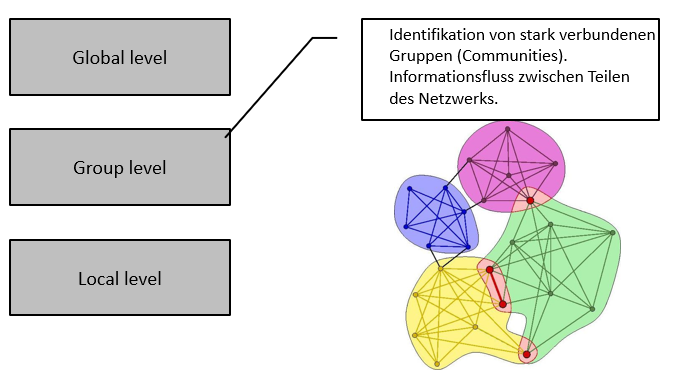 Global level
Group level
Local level
Identifikation von stark verbundenen
Gruppen (Communities).
Informationsfluss zwischen Teilen
des Netzwerks.